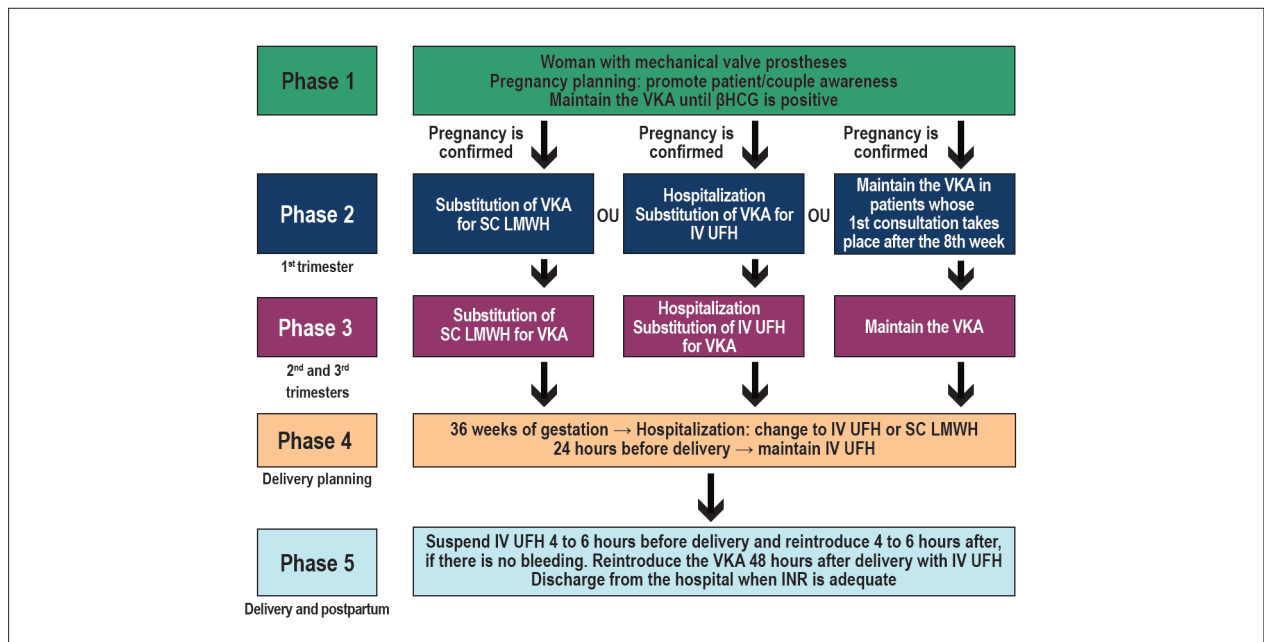 Phase 1
Woman with mechanical valve prostheses
Pregnancy planning: promote patient/couple awareness
Maintain the VKA until βHCG is positive
Pregnancy is
confirmed
Pregnancy is
confirmed
Pregnancy is
confirmed
Phase 2
1st trimester
Substitution of VKA
for SC LMWH
OU
Hospitalization
Substitution of VKA for
IV UFH
OU
Maintain the VKA in
patients whose
1st consultation takes
place after the 8th week
Phase 3
2nd and 3rd
trimesters
Substitution of
SC LMWH for VKA
Hospitalization
Substitution of IV UFH
for VKA
Maintain the VKA
Phase 4
Delivery planning
36 weeks of gestation → Hospitalization: change to IV UFH or SC LMWH
24 hours before delivery → maintain IV UFH
Phase 5
Delivery and postpartum
Suspend IV UFH 4 to 6 hours before delivery and reintroduce 4 to 6 hours after,
if there is no bleeding. Reintroduce the VKA 48 hours after delivery with IV UFH
Discharge from the hospital when INR is adequate